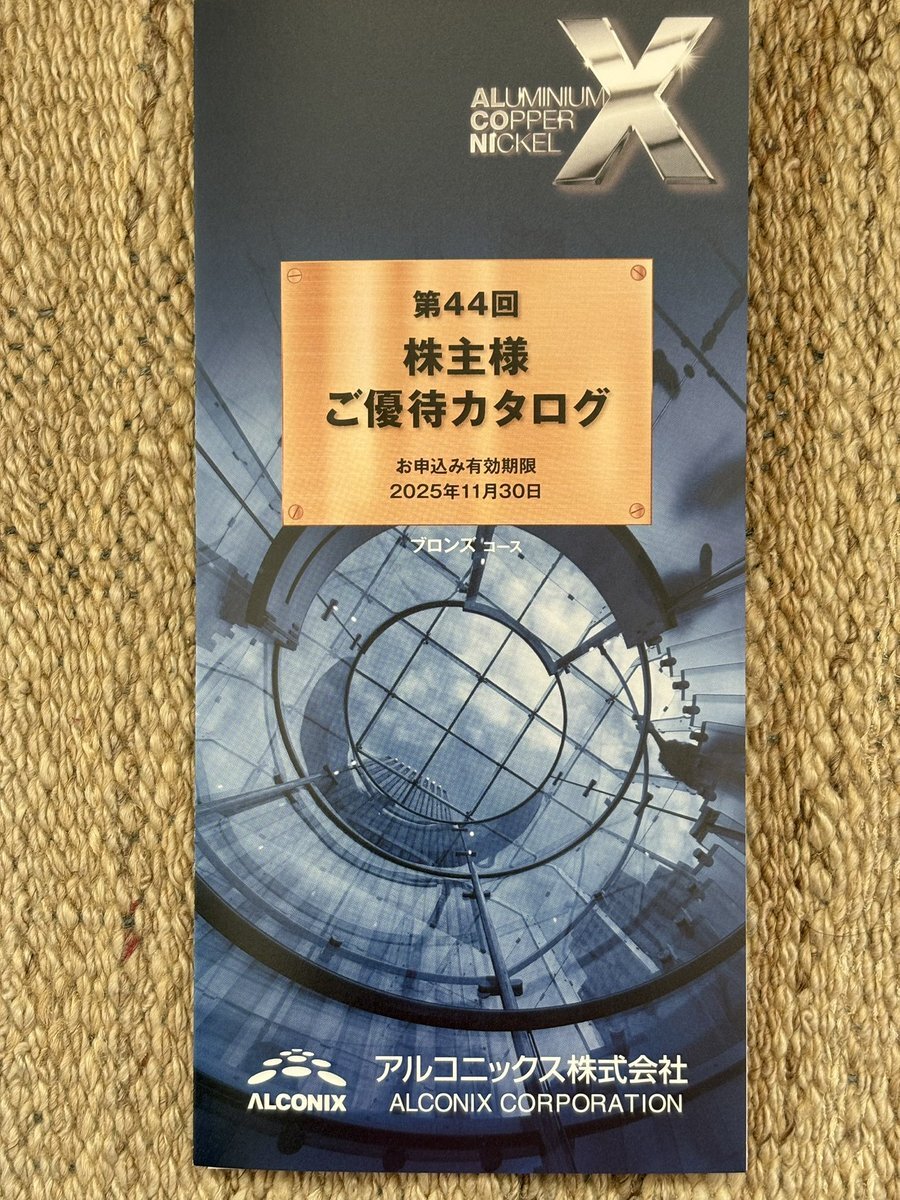 ALUMINIUM
COPPER
NICKEL
X
第44回
株主様
ご優待カタログ
お申込み有効期限
2025年11月30日
ブロンズ コース
ALCONIX
アルコニックス株式会社
ALCONIX CORPORATION